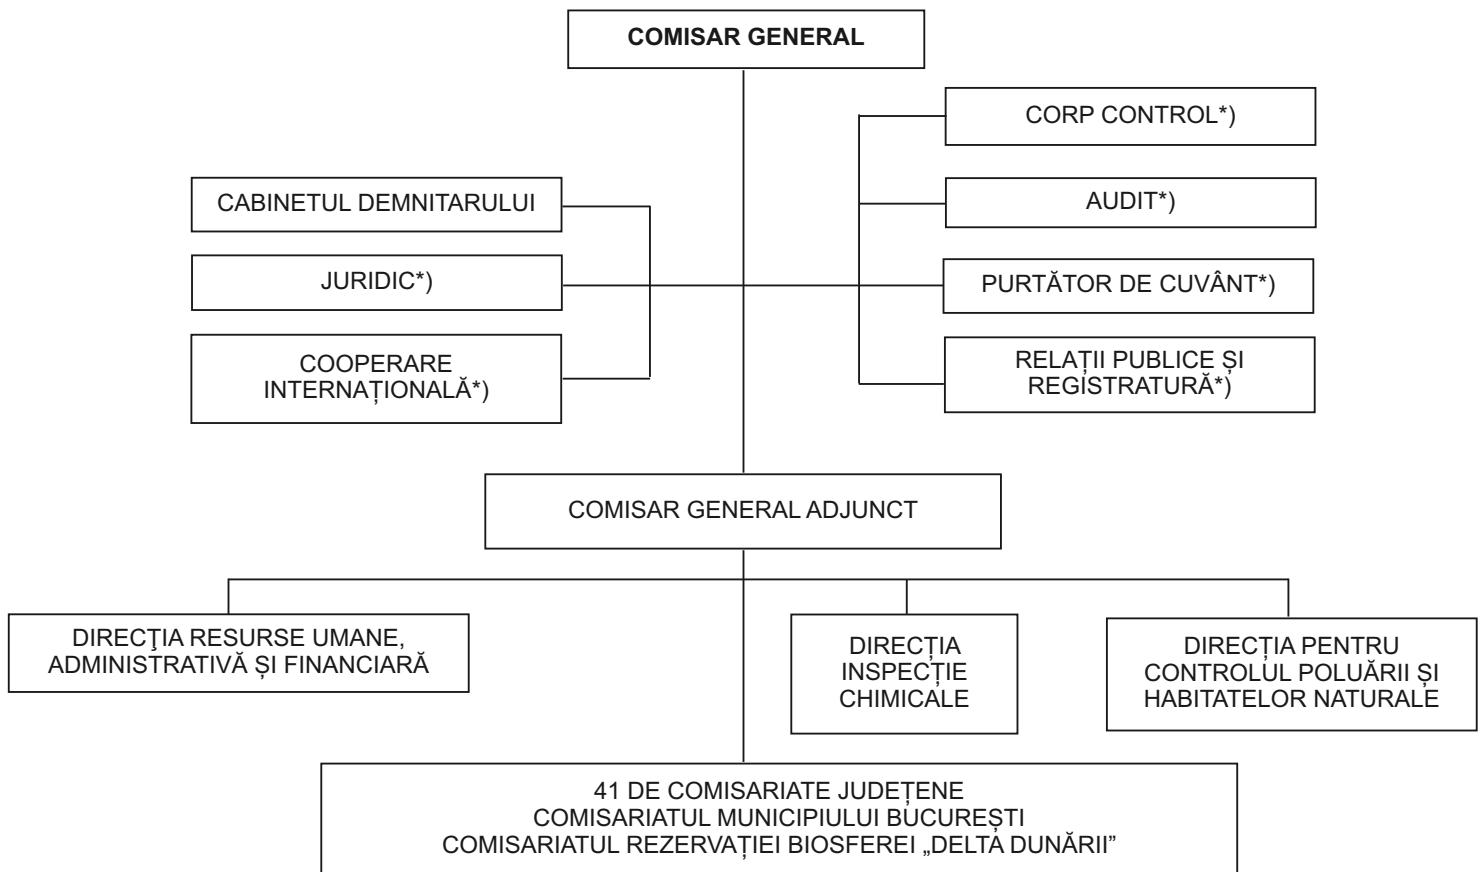 COMISAR GENERAL
CORP CONTROL*)
CABINETUL DEMNITARULUI
AUDIT*)
JURIDIC*)
PURTĂTOR DE CUVÂNT*)
COOPERARE
INTERNAȚIONALĂ*)
RELAȚII PUBLICE ȘI
REGISTRATURĂ*)
COMISAR GENERAL ADJUNCT
DIRECŢIA RESURSE UMANE,
ADMINISTRATIVĂ ȘI FINANCIARĂ
DIRECȚIA
INSPECȚIE
CHIMICALE
DIRECȚIA PENTRU
CONTROLUL POLUĂRII ȘI
HABITATELOR NATURALE
41 DE COMISARIATE JUDEȚENE
COMISARIATUL MUNICIPIULUI BUCUREȘTI
COMISARIATUL REZERVAȚIEI BIOSFEREI „DELTA DUNĂRII”